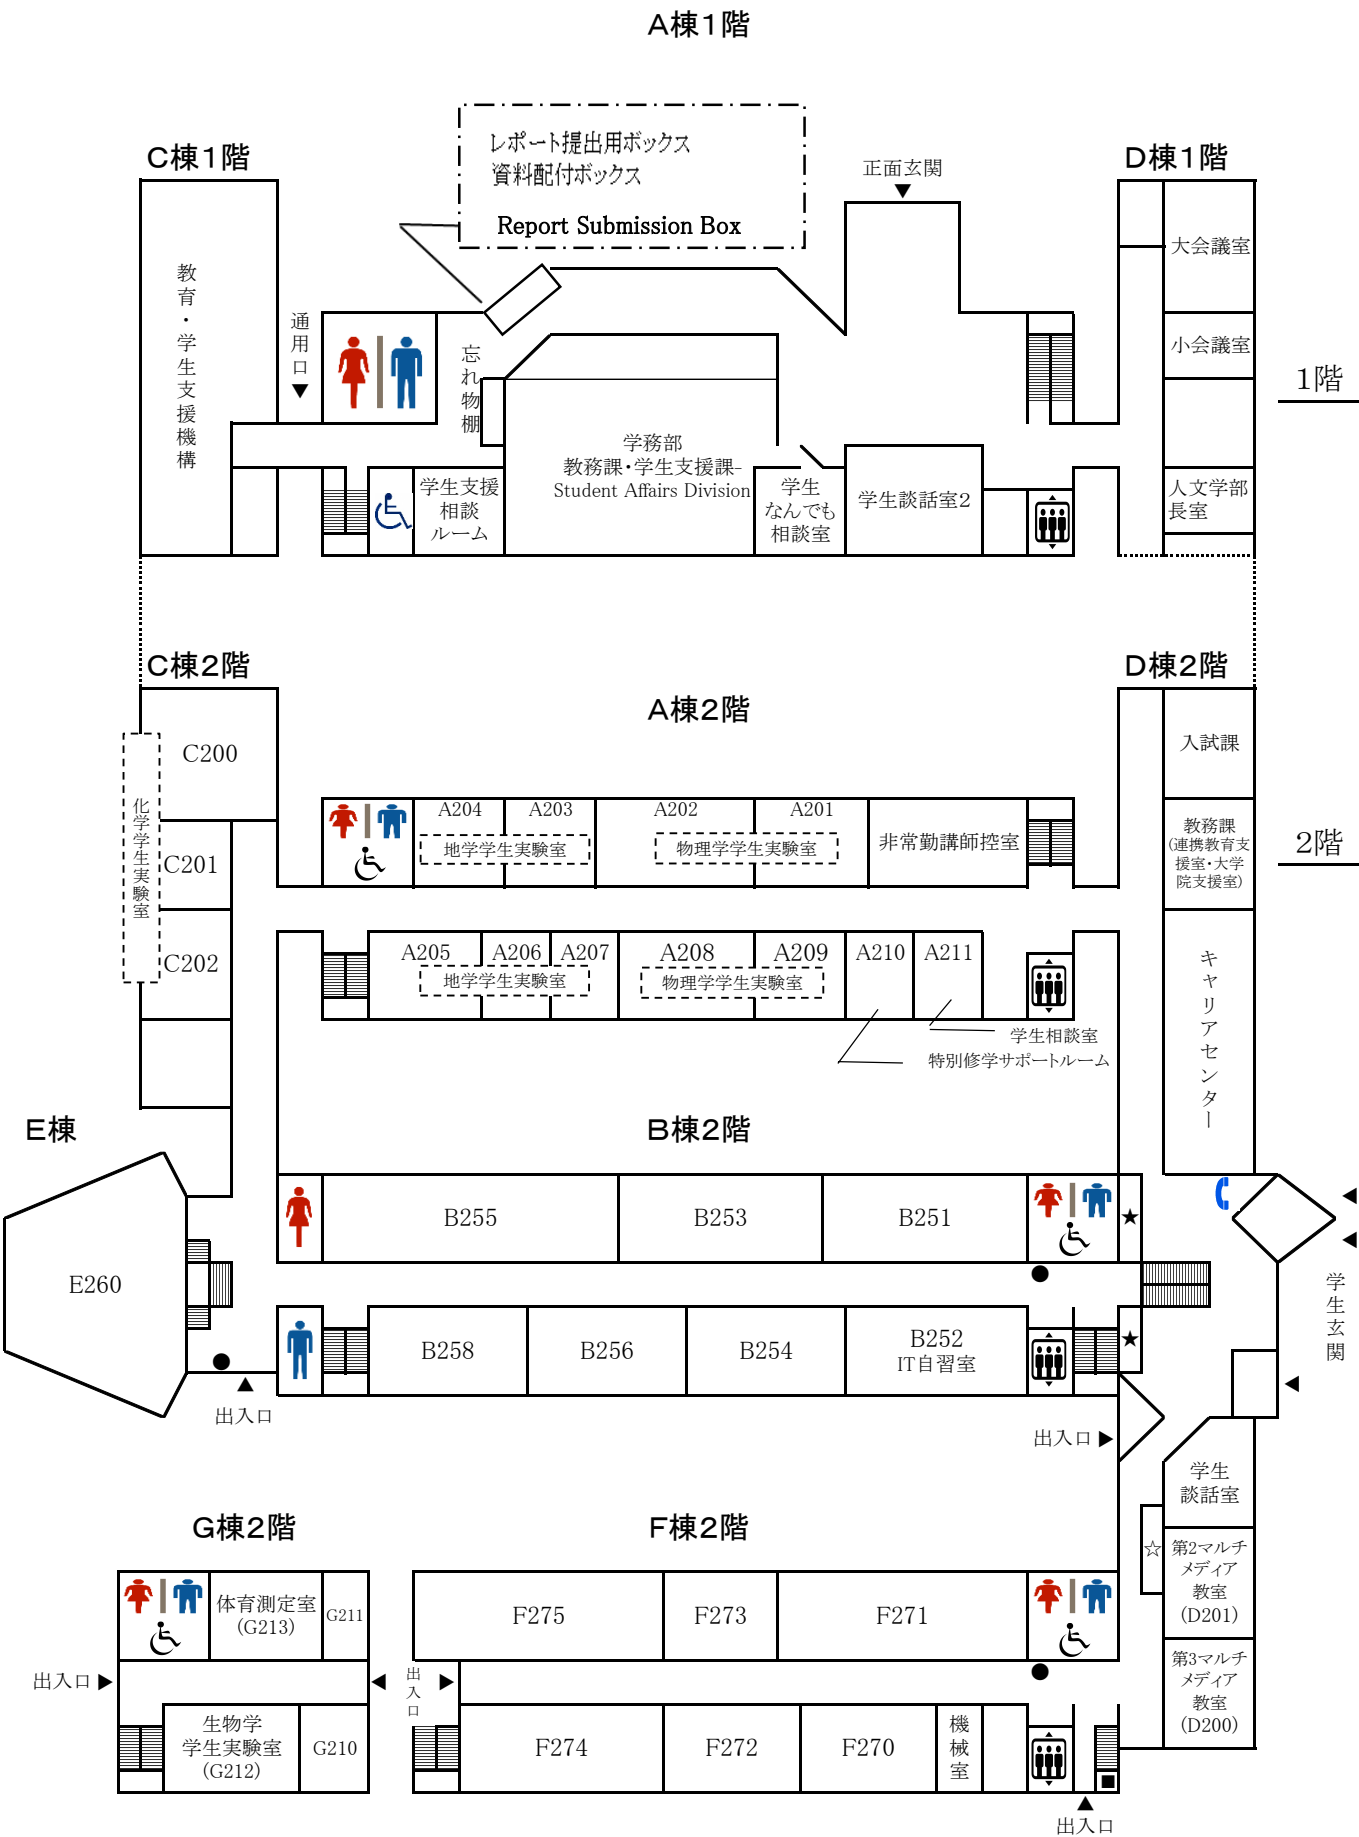 A棟1階
レポート提出用ボックス
資料配付ボックス
Report Submission Box
C棟1階
D棟1階
正面玄関
▼
教育・学生支援機構
通用口▼
忘れ物棚
大会議室
小会議室
1階
学務部
教務課・学生支援課-
Student Affairs Division
学生支援
相談
ルーム
学生
なんでも
相談室
学生談話室2
人文学部
長室
C棟2階
D棟2階
A棟2階
C200
化学学生実験室
C201
C202
A204
A203
A202
A201
地学学生実験室
物理学学生実験室
非常勤講師控室
入試課
教務課
(連携教育支
援室・大学
院支援室)
2階
A205
A206
A207
A208
A209
A210
A211
地学学生実験室
物理学学生実験室
学生相談室
特別修学サポートルーム
キャリアセンター
E棟
B棟2階
B255
B253
B251
★
◀
◀
E260
●
学生玄関
B258
B256
B254
B252
IT自習室
★
●
▲
出入口
◀
出入口▶
学生
談話室
G棟2階
F棟2階
☆
第2マルチ
メディア
教室
(D201)
体育測定室
(G213)
G211
F275
F273
F271
第3マルチ
メディア
教室
(D200)
出入口▶
◀
出入口
▶
●
生物学
学生実験室
(G212)
G210
F274
F272
F270
機械室
■
▲
出入口